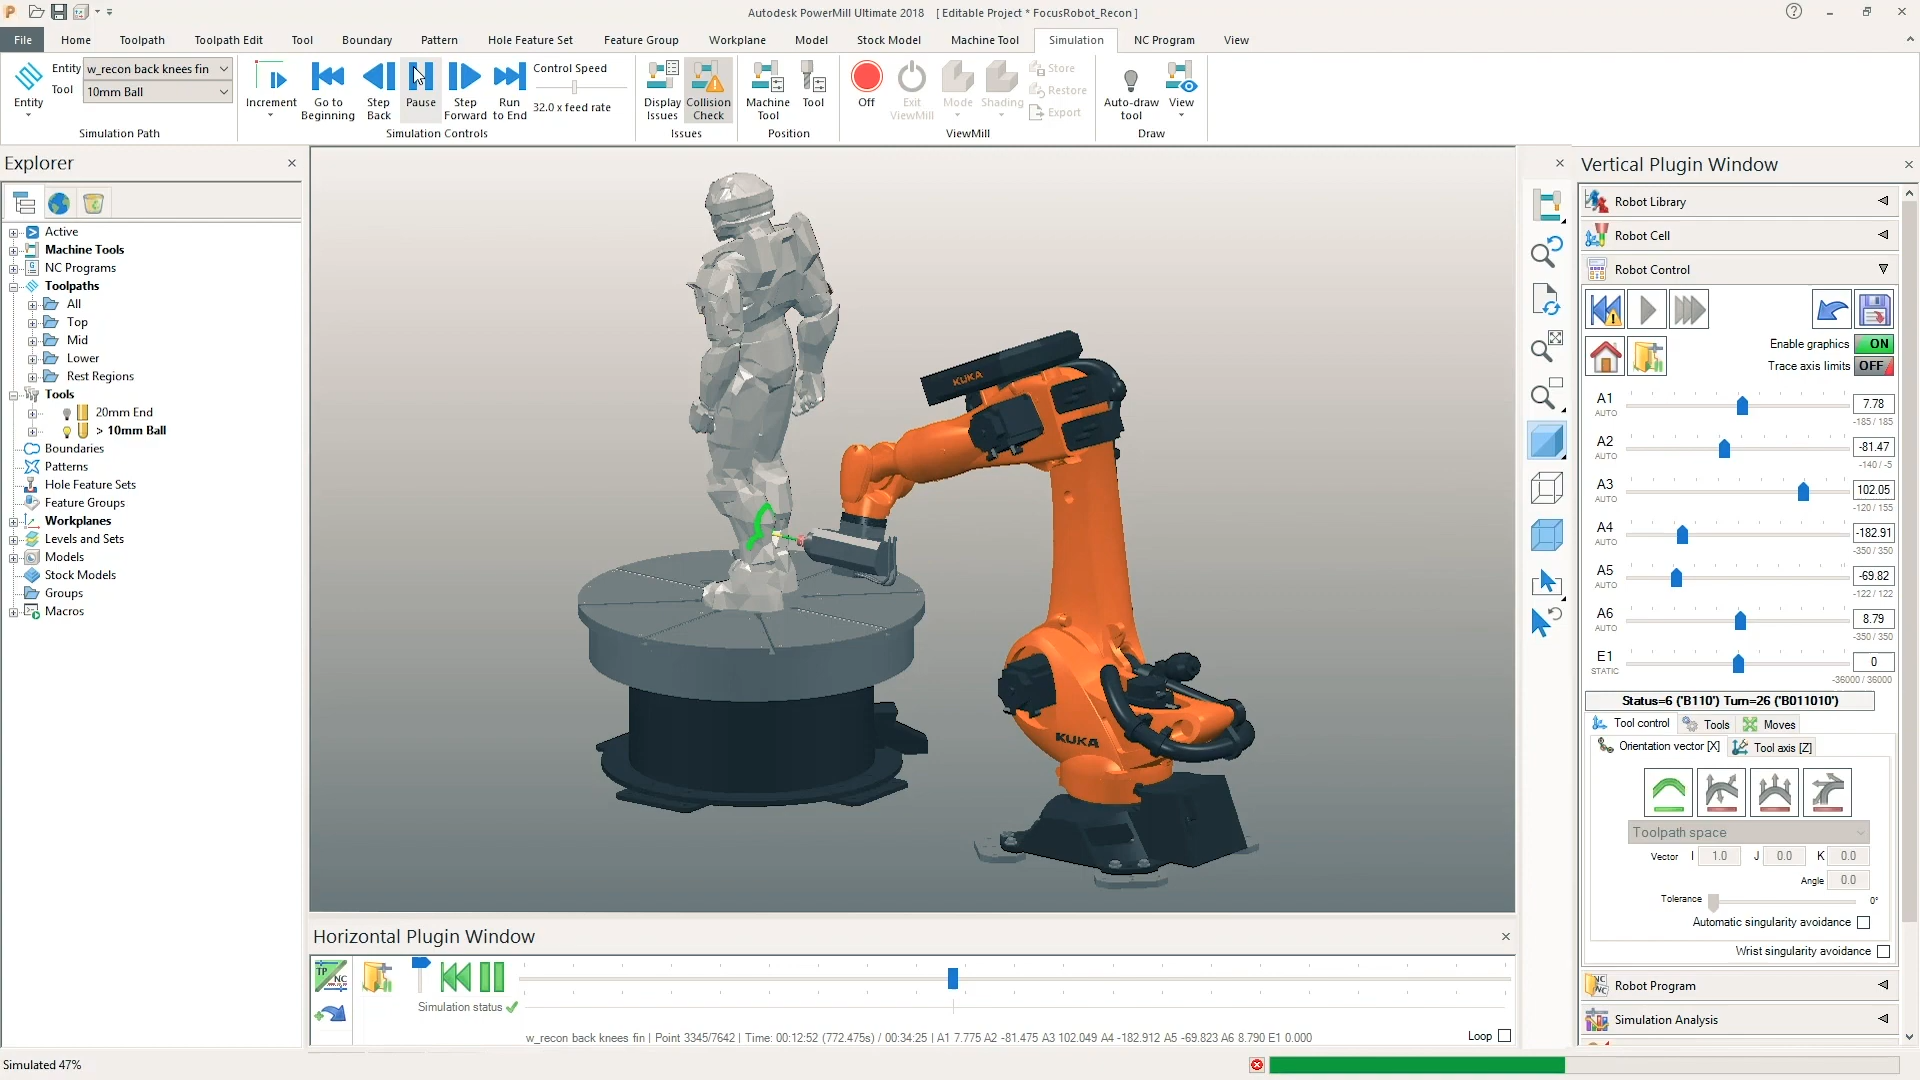 Autodesk PowerMill Ultimate 2018 [ Editable Project * FocusRobot_Recon ]
File Home Toolpath Toolpath Edit Tool Boundary Pattern Hole Feature Set Feature Group Workplane Model Stock Model Machine Tool Simulation NC Program View
Entity
Entity w_recon back knees fin
Tool 10mm Ball
Simulation Path
Increment
Go to Beginning
Step Back
Pause
Step Forward
Run to End
Control Speed
32.0 x feed rate
Simulation Controls
Display Issues
Collision Check
Issues
Machine Tool
Tool
Position
Off
Exit ViewMill
Mode
Shading
Store
Restore
Export
ViewMill
Auto-draw tool
View
Draw
Explorer
Active
Machine Tools
NC Programs
Toolpaths
All
Top
Mid
Lower
Rest Regions
Tools
20mm End
> 10mm Ball
Boundaries
Patterns
Hole Feature Sets
Feature Groups
Workplanes
Levels and Sets
Models
Stock Models
Groups
Macros
KUKA
KUKA
Vertical Plugin Window
Robot Library
Robot Cell
Robot Control
Enable graphics ON
Trace axis limits OFF
A1 7.78
AUTO -185 / 185
A2 -81.47
AUTO -140 / -5
A3 102.05
AUTO -120 / 155
A4 -182.91
AUTO -350 / 350
A5 -69.82
AUTO -122 / 122
A6 8.79
AUTO -350 / 350
E1 0
STATIC -36000 / 36000
Status=6 ('B110') Turn=26 ('B011010')
Tool control Tools Moves
Orientation vector [X] Tool axis [Z]
Toolpath space
Vector I 1.0 J 0.0 K 0.0
Angle 0.0
Tolerance 0°
Automatic singularity avoidance
Wrist singularity avoidance
Robot Program
Simulation Analysis
Horizontal Plugin Window
TP NC
Simulation status
w_recon back knees fin | Point 3345/7642 | Time: 00:12:52 (772.475s) / 00:34:25 | A1 7.775 A2 -81.475 A3 102.049 A4 -182.912 A5 -69.823 A6 8.790 E1 0.000
Loop
Simulated 47%